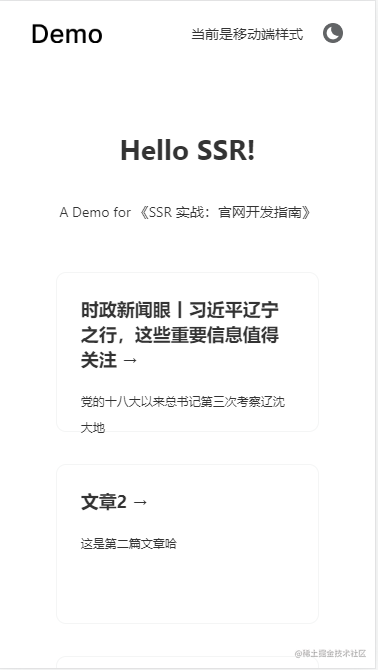 Demo 当前是移动端样式
Hello SSR!
A Demo for 《SSR 实战：官网开发指南》
时政新闻眼丨习近平辽宁
之行，这些重要信息值得
关注 →
党的十八大以来总书记第三次考察辽沈
大地
文章2 →
这是第二篇文章哈
@稀土掘金技术社区